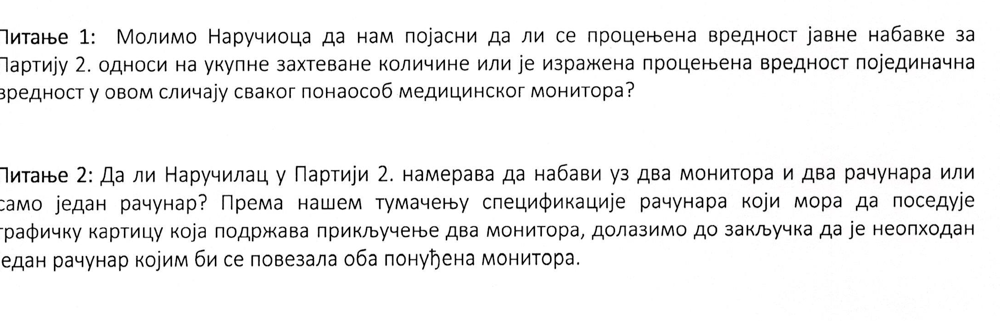 Питање 1: Молимо Наручиоца да нам појасни да ли се процењена вредност јавне набавке за
Партију 2. односи на укупне захтеване количине или је изражена процењена вредност појединачна
вредност у овом сличају сваког понаособ медицинског монитора?
Питање 2: Да ли Наручилац у Партији 2. намерава да набави уз два монитора и два рачунара или
само један рачунар? Према нашем тумачењу спецификације рачунара који мора да поседује
графичку картицу која подржава прикључење два монитора, долазимо до закључка да је неопходан
један рачунар којим би се повезала оба понуђена монитора.